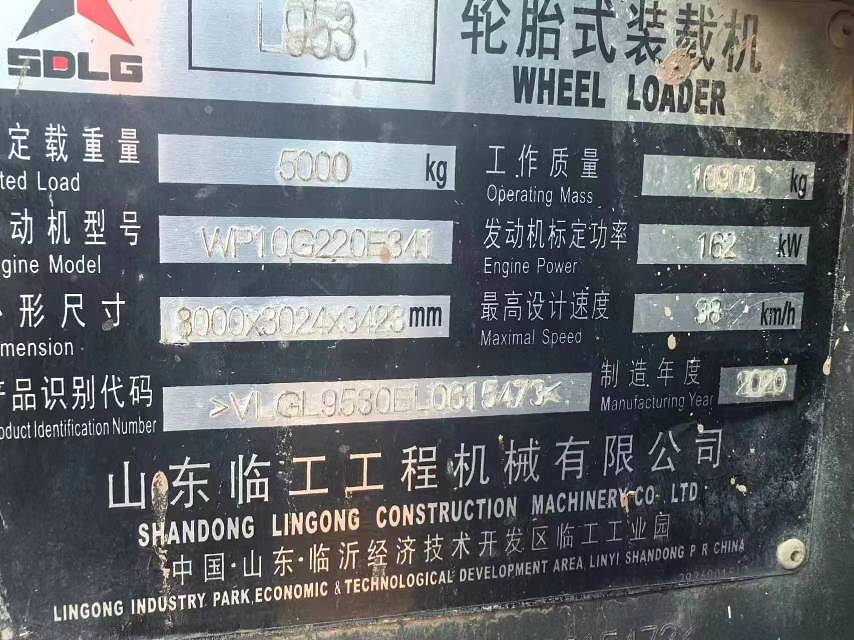 SDLG
L953
轮胎式装载机
WHEEL LOADER
定载重量 5000 kg
ted Load
工作质量 16900 kg
Operating Mass
动机型号 WP10G220E341
gine Model
发动机标定功率 162 kW
Engine Power
形尺寸 8000x3024x3423 mm
mension
最高设计速度 38 km/h
Maximal Speed
产品识别代码 >VLGL9530EL0615473<
oduct Identification Number
制造年度 2020
Manufacturing Year
山东临工工程机械有限公司
SHANDONG LINGONG CONSTRUCTION MACHINERY CO LTD
中国·山东·临沂经济技术开发区临工工业园
LINGONG INDUSTRY PARK,ECONOMIC & TECHNOLOGICAL DEVELOPMENT AREA, LINYI SHANDONG P R CHINA